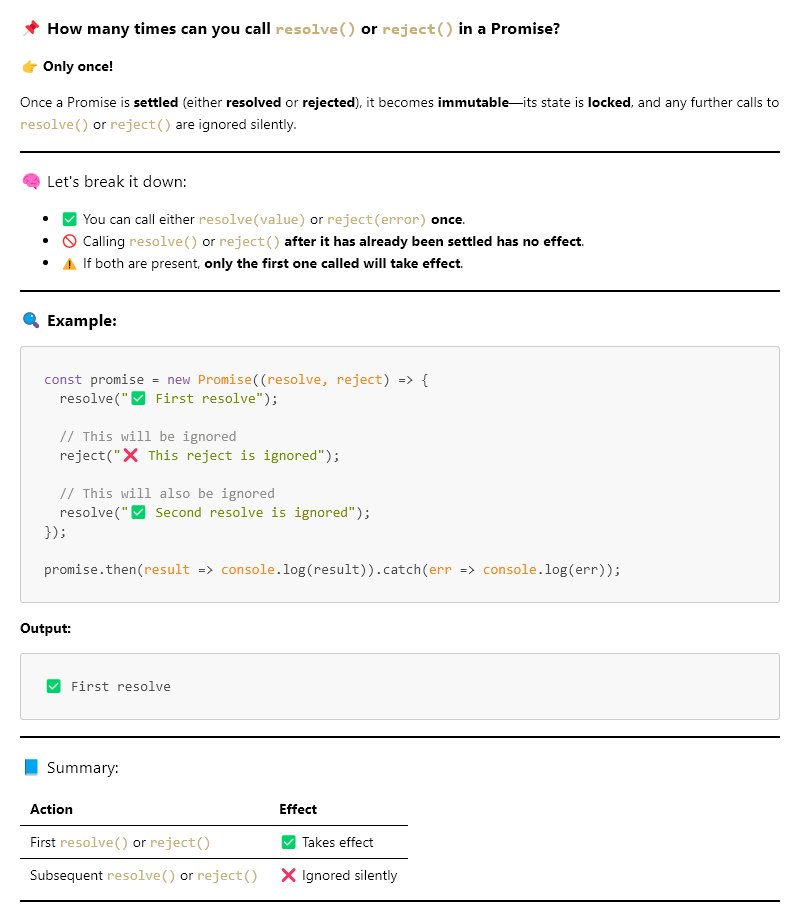 📌 How many times can you call resolve() or reject() in a Promise?
👉 Only once!
Once a Promise is settled (either resolved or rejected), it becomes immutable—its state is locked, and any further calls to
resolve() or reject() are ignored silently.
🧠 Let's break it down:
• ✅ You can call either resolve(value) or reject(error) once.
• 🚫 Calling resolve() or reject() after it has already been settled has no effect.
• ⚠️ If both are present, only the first one called will take effect.
🔍 Example:
const promise = new Promise((resolve, reject) => {
  resolve("✅ First resolve");
  // This will be ignored
  reject("❌ This reject is ignored");
  // This will also be ignored
  resolve("✅ Second resolve is ignored");
});
promise.then(result => console.log(result)).catch(err => console.log(err));
Output:
✅ First resolve
📘 Summary:
Action Effect
First resolve() or reject() ✅ Takes effect
Subsequent resolve() or reject() ❌ Ignored silently